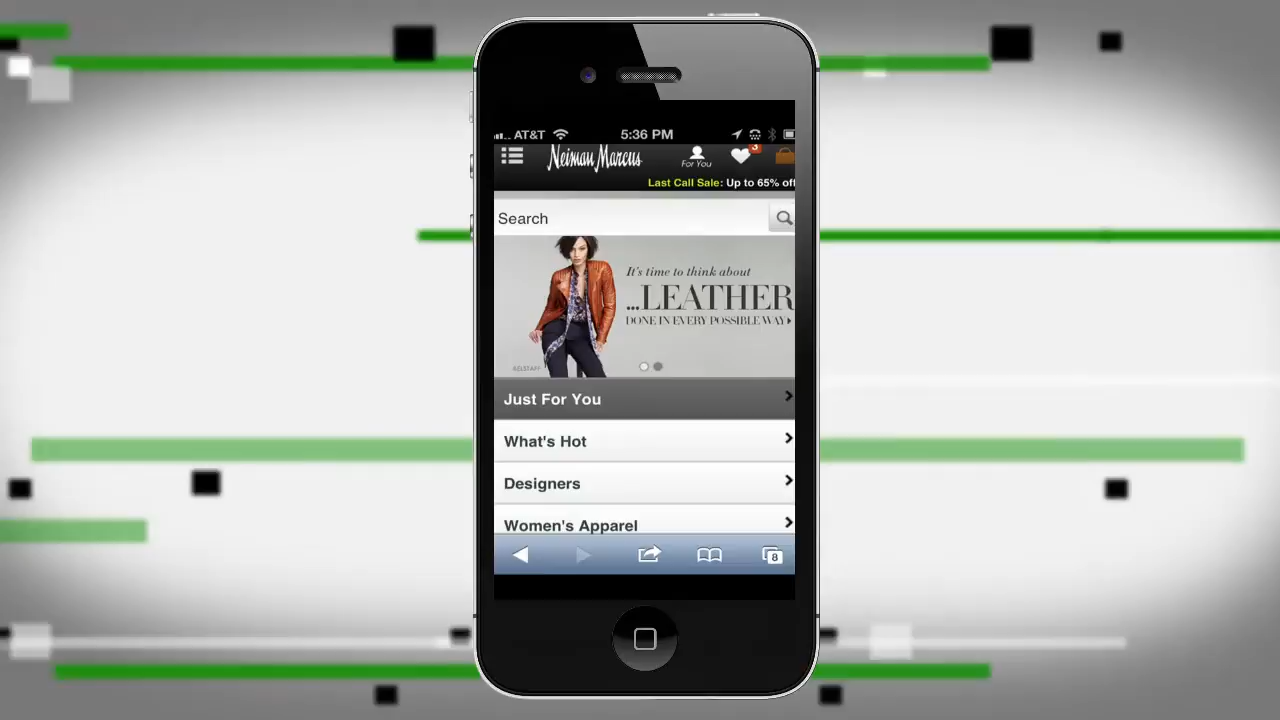 AT&T 5:36 PM
Neiman Marcus For You 3
Last Call Sale: Up to 65% off
Search
It's time to think about
...LEATHER
DONE IN EVERY POSSIBLE WAY
BELSTAFF
Just For You
What's Hot
Designers
Women's Apparel
8